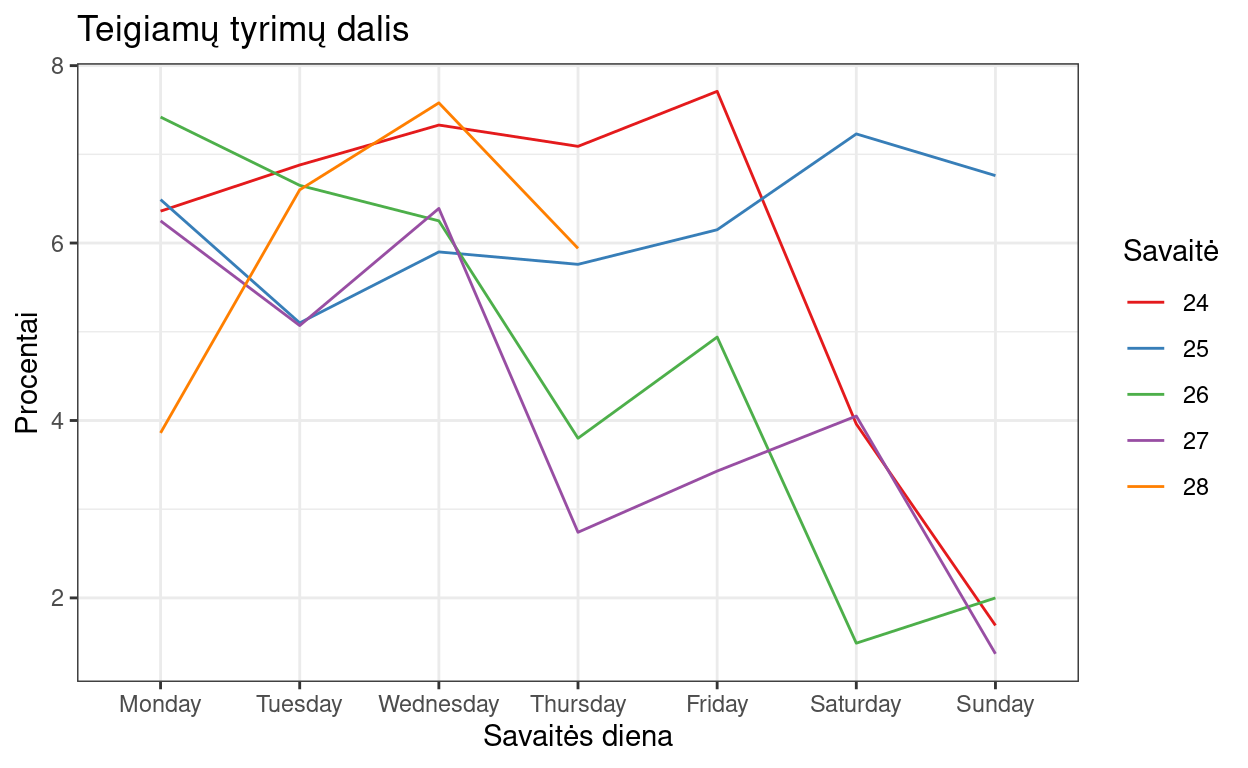 Teigiamų tyrimų dalis
8
6
4
2
Procentai
Monday Tuesday Wednesday Thursday Friday Saturday Sunday
Savaitės diena
Savaitė
24
25
26
27
28